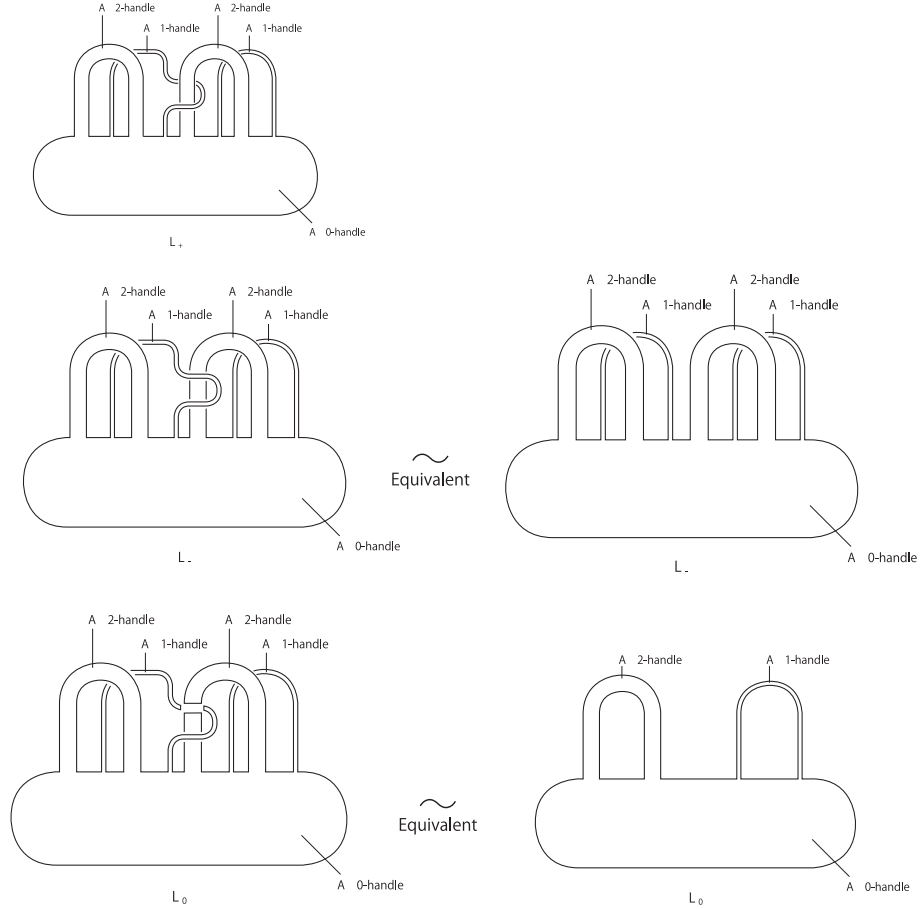 A 2-handle A 2-handle
A 1-handle A 1-handle
A 0-handle
L+
A 2-handle A 2-handle
A 1-handle A 1-handle
A 0-handle
L-
Equivalent
A 2-handle A 2-handle
A 1-handle A 1-handle
A 0-handle
L-
A 2-handle A 2-handle
A 1-handle A 1-handle
A 0-handle
L0
Equivalent
A 2-handle A 1-handle
A 0-handle
L0